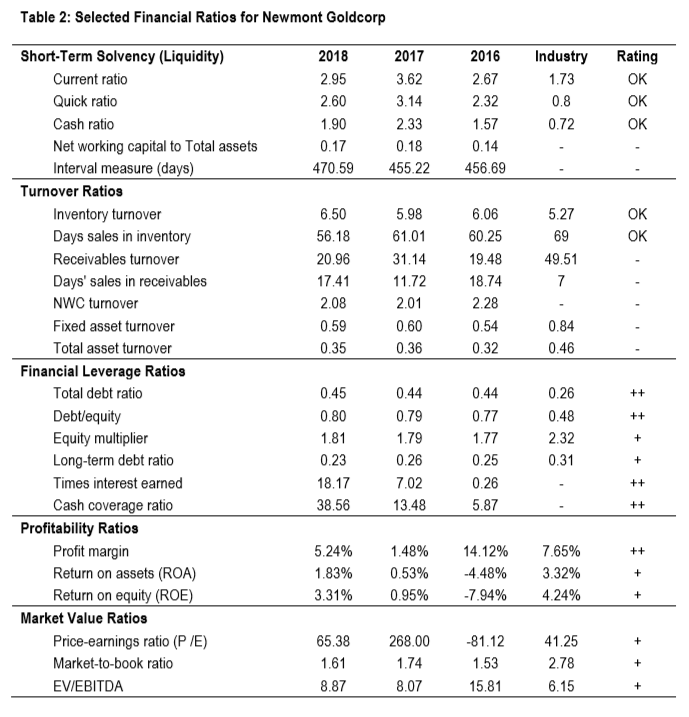 Table 2: Selected Financial Ratios for Newmont Goldcorp
Short-Term Solvency (Liquidity) 2018 2017 2016 Industry Rating
Current ratio 2.95 3.62 2.67 1.73 OK
Quick ratio 2.60 3.14 2.32 0.8 OK
Cash ratio 1.90 2.33 1.57 0.72 OK
Net working capital to Total assets 0.17 0.18 0.14 - -
Interval measure (days) 470.59 455.22 456.69 - -
Turnover Ratios
Inventory turnover 6.50 5.98 6.06 5.27 OK
Days sales in inventory 56.18 61.01 60.25 69 OK
Receivables turnover 20.96 31.14 19.48 49.51 -
Days' sales in receivables 17.41 11.72 18.74 7 -
NWC turnover 2.08 2.01 2.28 - -
Fixed asset turnover 0.59 0.60 0.54 0.84 -
Total asset turnover 0.35 0.36 0.32 0.46 -
Financial Leverage Ratios
Total debt ratio 0.45 0.44 0.44 0.26 ++
Debt/equity 0.80 0.79 0.77 0.48 ++
Equity multiplier 1.81 1.79 1.77 2.32 +
Long-term debt ratio 0.23 0.26 0.25 0.31 +
Times interest earned 18.17 7.02 0.26 - ++
Cash coverage ratio 38.56 13.48 5.87 - ++
Profitability Ratios
Profit margin 5.24% 1.48% 14.12% 7.65% ++
Return on assets (ROA) 1.83% 0.53% -4.48% 3.32% +
Return on equity (ROE) 3.31% 0.95% -7.94% 4.24% +
Market Value Ratios
Price-earnings ratio (P /E) 65.38 268.00 -81.12 41.25 +
Market-to-book ratio 1.61 1.74 1.53 2.78 +
EV/EBITDA 8.87 8.07 15.81 6.15 +